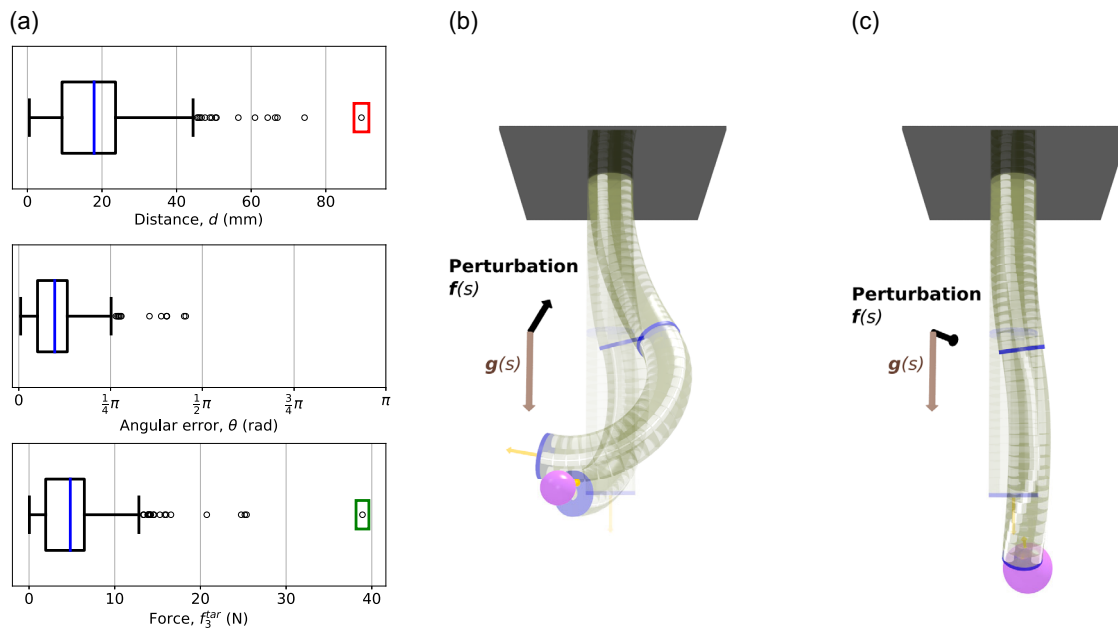 (a)
0 20 40 60 80
Distance, d (mm)
0 1/4π 1/2π 3/4π π
Angular error, θ (rad)
0 10 20 30 40
Force, f₃ᵗᵃʳ (N)
(b)
Perturbation
f(s)
g(s)
(c)
Perturbation
f(s)
g(s)